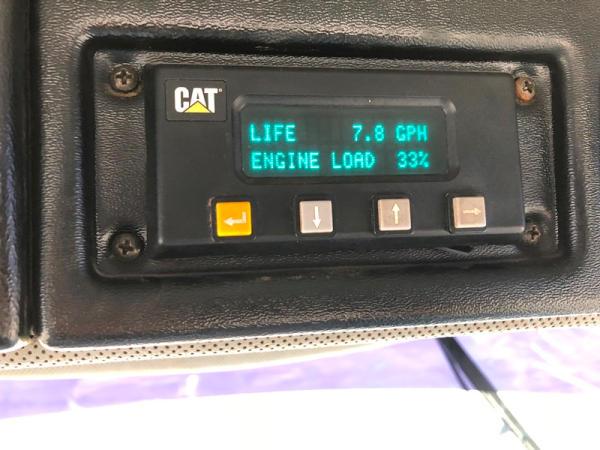 CAT
LIFE 7.8 GPH
ENGINE LOAD 33%